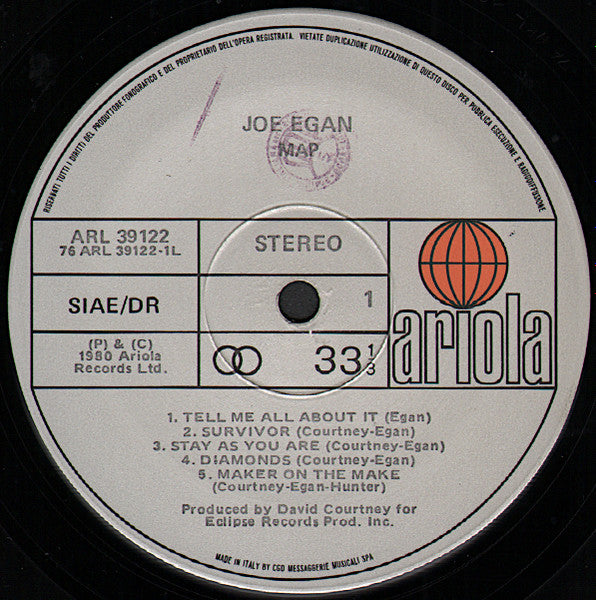 RISERVATI TUTTI I DIRITTI DEL PRODUTTORE FONOGRAFICO E DEL PROPRIETARIO DELL'OPERA REGISTRATA. VIETATE DUPLICAZIONE UTILIZZAZIONE DI QUESTO DISCO PER PUBBLICA ESECUZIONE E RADIODIFFUSIONE
JOE EGAN
MAP
ARL 39122
76 ARL 39122-1L
STEREO
SIAE/DR
1
(P) & (C)
1980 Ariola
Records Ltd.
33 1/3
ariola
1. TELL ME ALL ABOUT IT (Egan)
2. SURVIVOR (Courtney-Egan)
3. STAY AS YOU ARE (Courtney-Egan)
4. DIAMONDS (Courtney-Egan)
5. MAKER ON THE MAKE
(Courtney-Egan-Hunter)
Produced by David Courtney for
Eclipse Records Prod. Inc.
MADE IN ITALY BY CGD MESSAGGERIE MUSICALI SPA